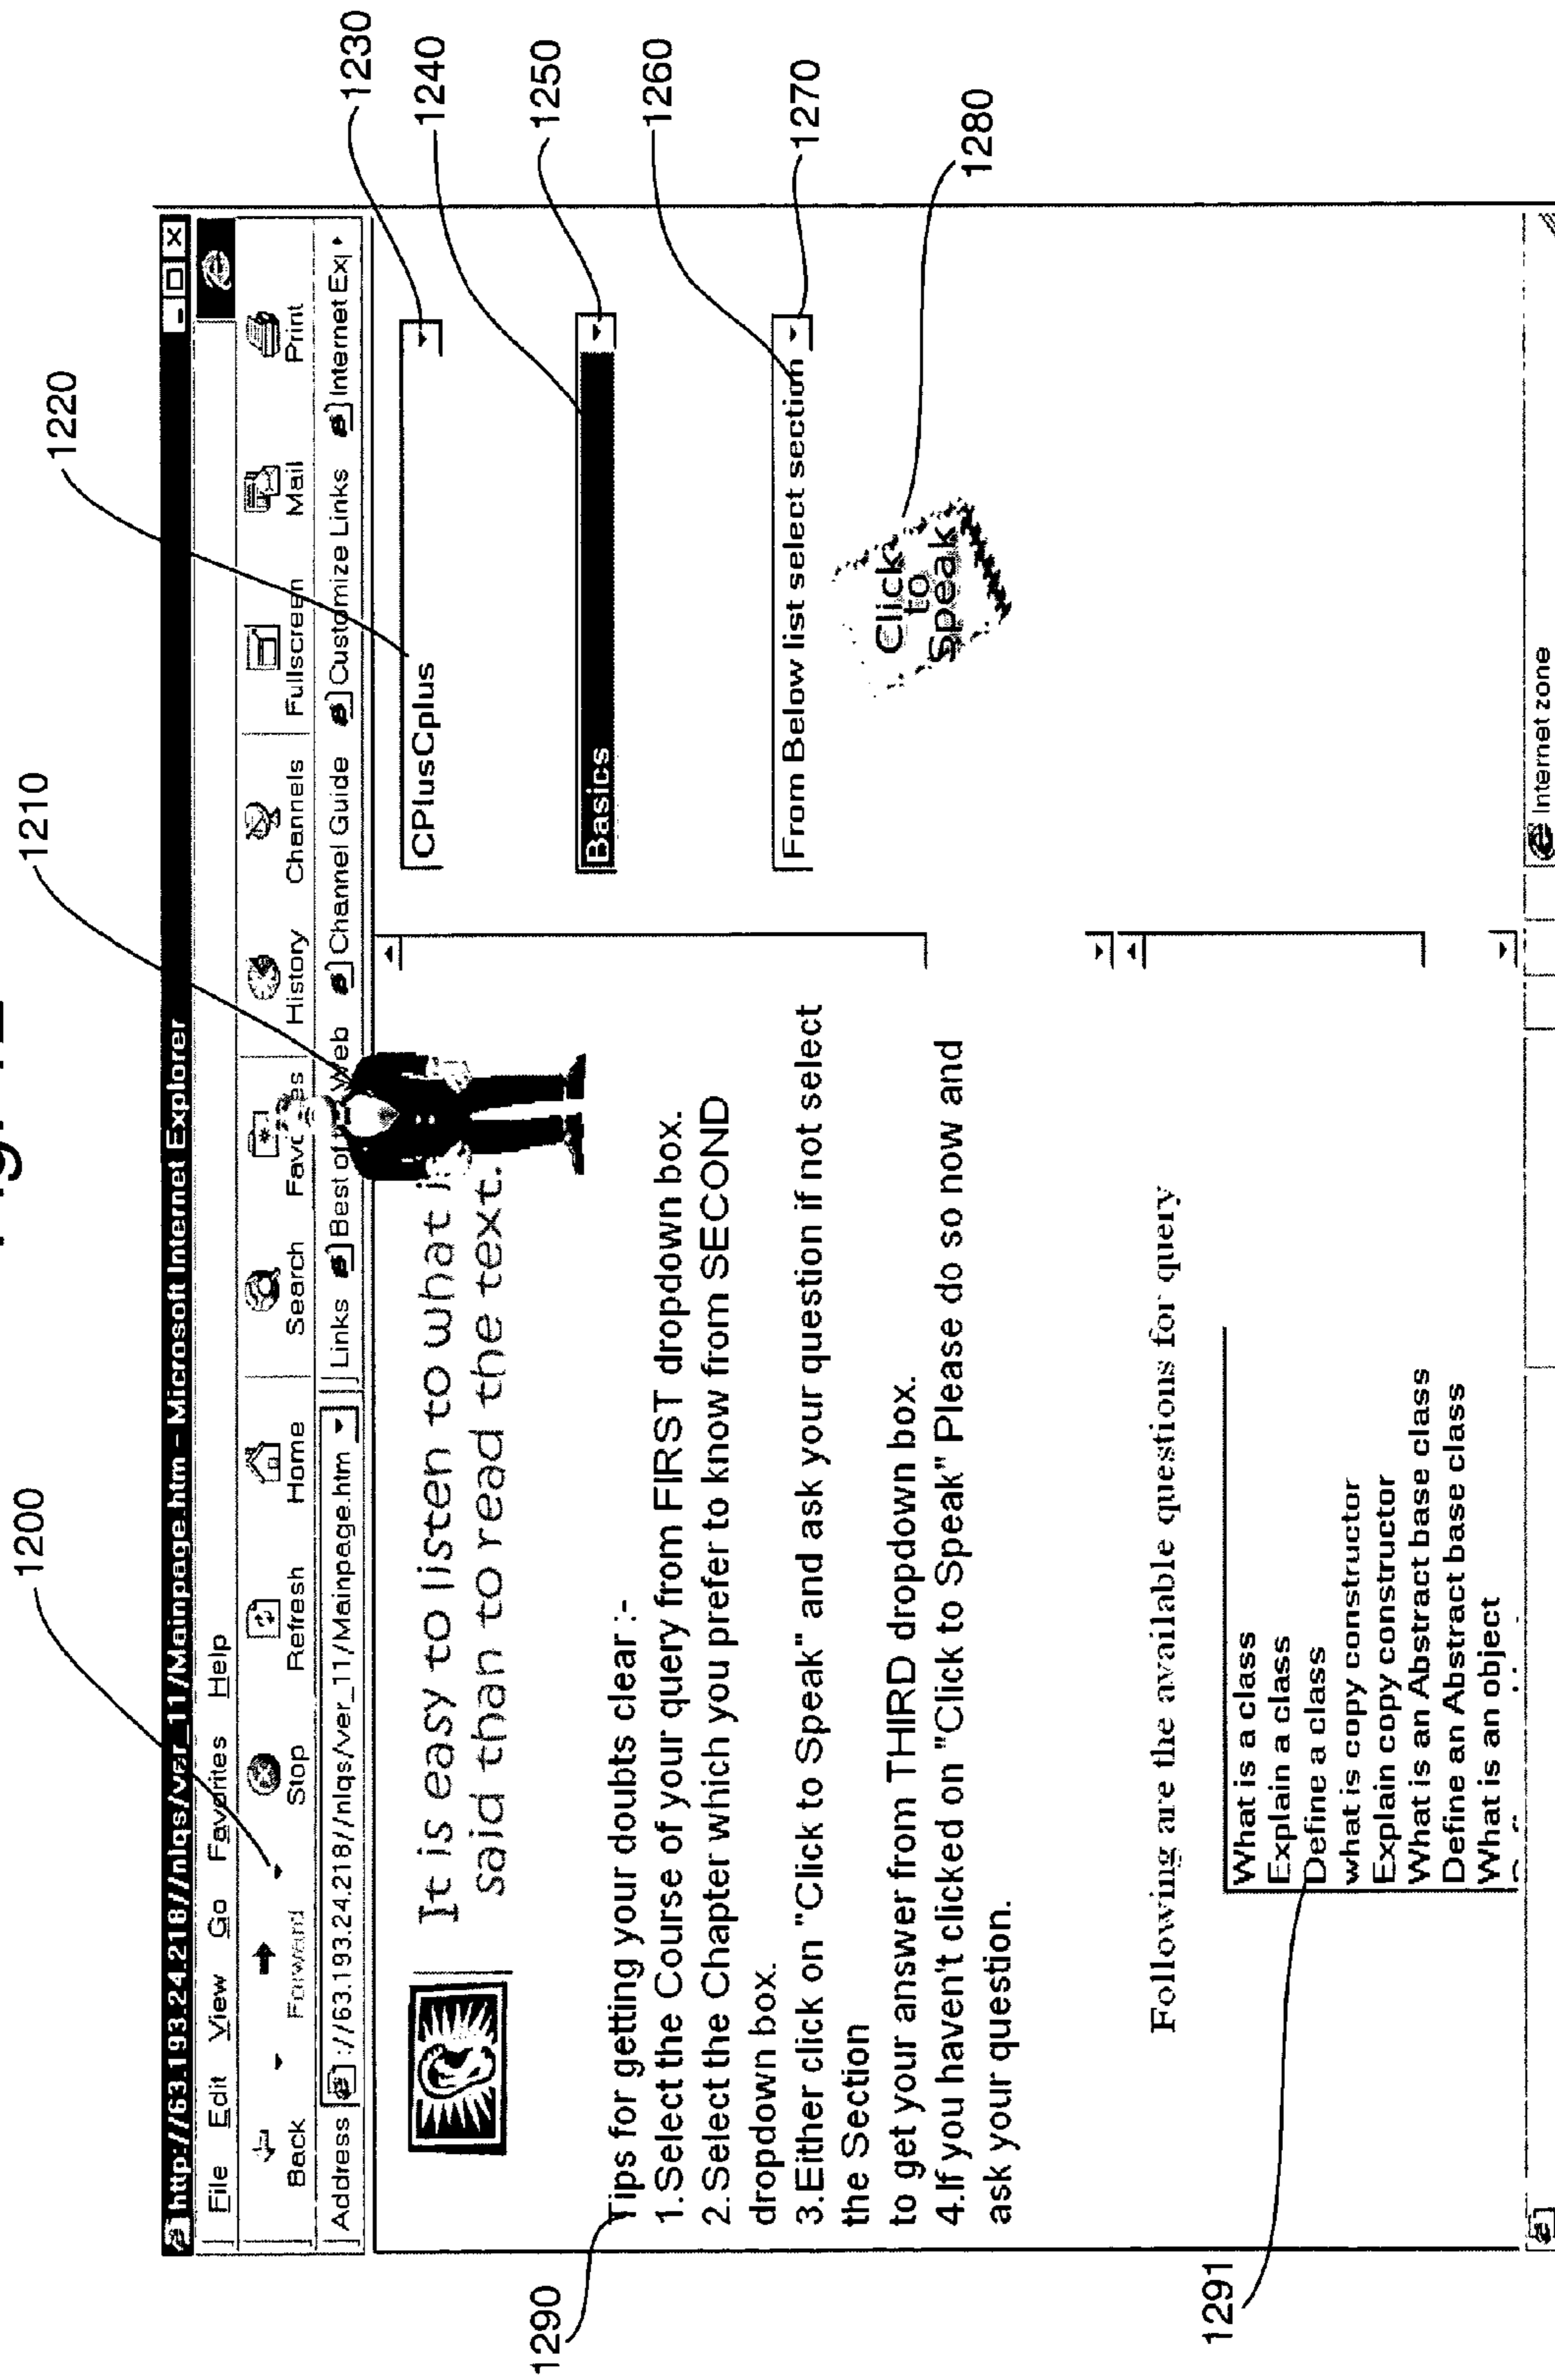 1200
1210
1220
1230
1240
1250
1260
1270
1280
1290
1291
http://63.193.24.218//nlqs/ver_11/Mainpage.htm - Microsoft Internet Explorer
File Edit View Go Favorites Help
Back Forward Stop Refresh Home Search History Channels Fullscreen Mail Print
Address ://63.193.24.218//nlqs/ver_11/Mainpage.htm Links Best of Web Channel Guide Customize Links Internet Exp
It is easy to listen to what
said than to read the text.
CPlusCplus
Basics
From Below list select section
Click
to
Speak
Tips for getting your doubts clear :-
1.Select the Course of your query from FIRST dropdown box.
2.Select the Chapter which you prefer to know from SECOND
dropdown box.
3.Either click on "Click to Speak" and ask your question if not select
the Section
to get your answer from THIRD dropdown box.
4.If you haven't clicked on "Click to Speak" Please do so now and
ask your question.
Following are the available questions for query
What is a class
Explain a class
Define a class
what is copy constructor
Explain copy constructor
What is an Abstract base class
Define an Abstract base class
What is an object
Internet zone